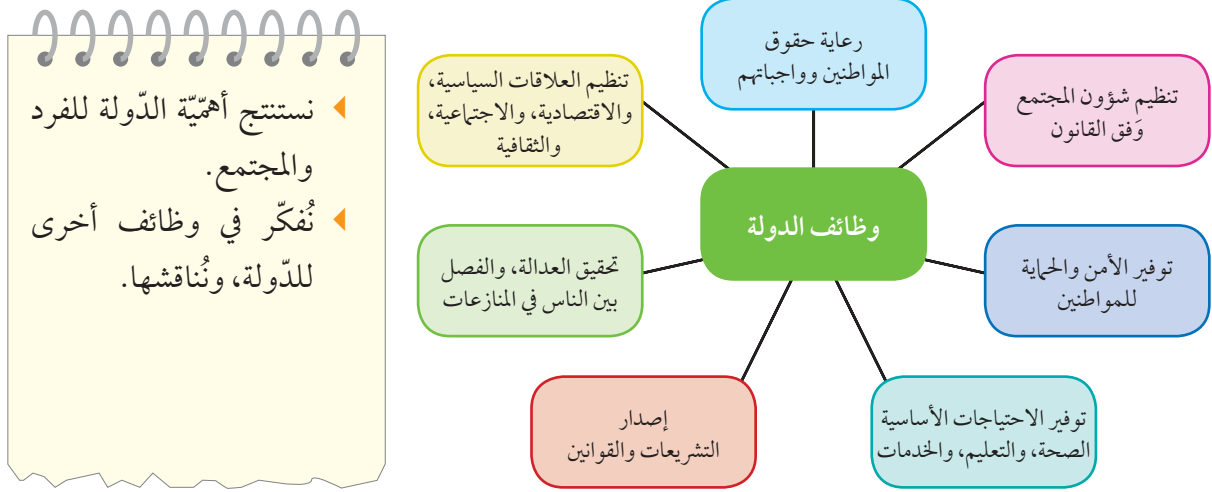 رعاية حقوق
المواطنين وواجباتهم
تنظيم شؤون المجتمع
وَفق القانون
تنظيم العلاقات السياسية،
والاقتصادية، والاجتماعية،
والثقافية
وظائف الدولة
توفير الأمن والحماية
للمواطنين
تحقيق العدالة، والفصل
بين الناس في المنازعات
توفير الاحتياجات الأساسية
الصحة، والتعليم، والخدمات
إصدار
التشريعات والقوانين
نستنتج أهمّيّة الدّولة للفرد
والمجتمع.
نُفكّر في وظائف أخرى
للدّولة، ونُناقشها.